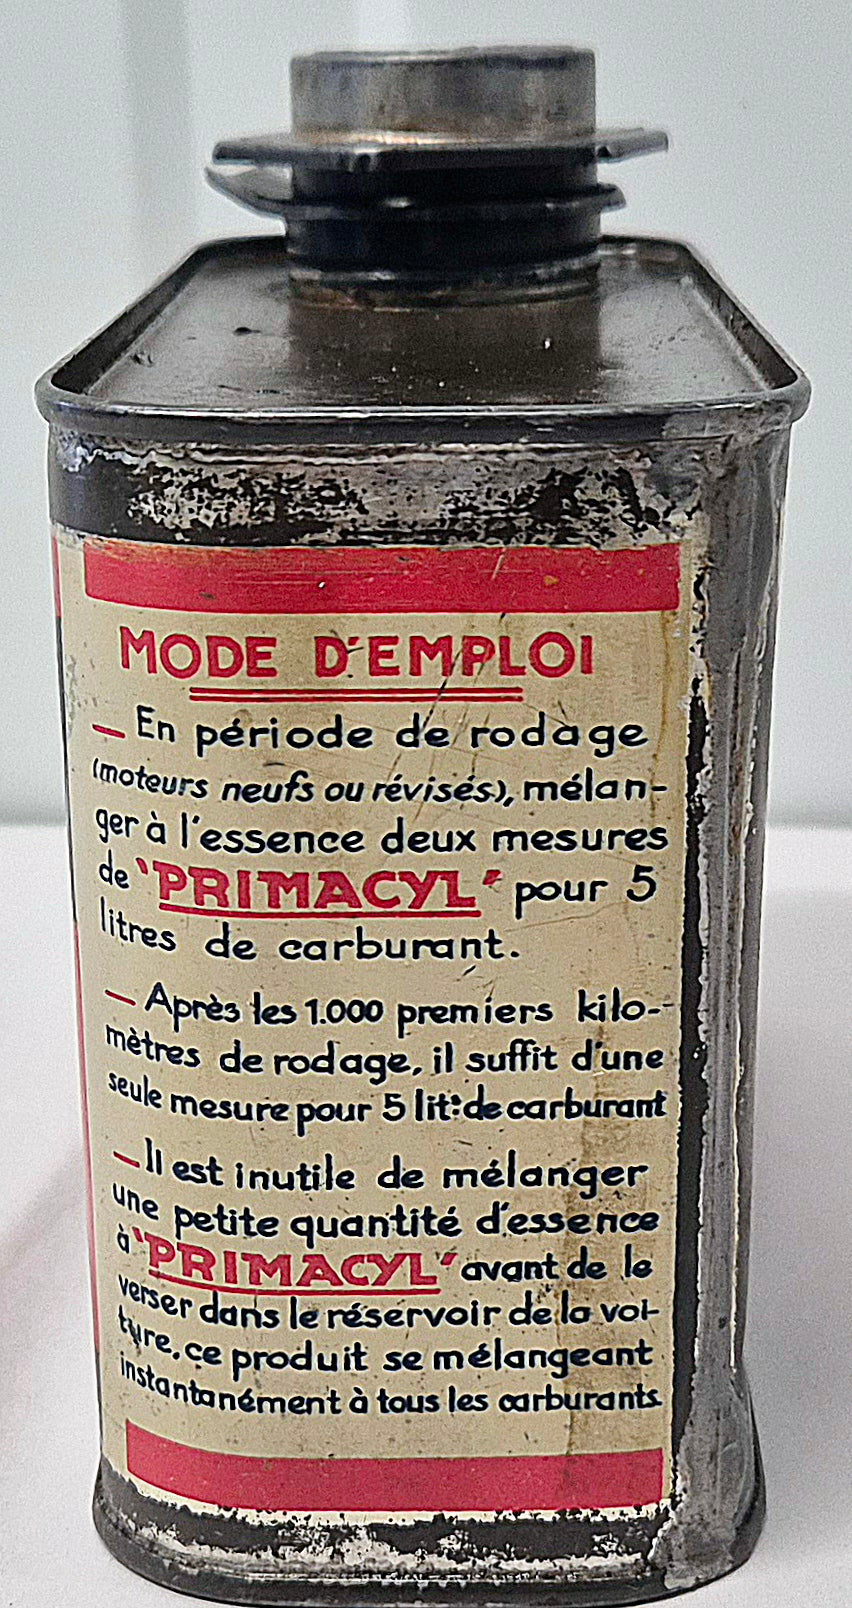 MODE D'EMPLOI
— En période de rodage
(moteurs neufs ou révisés), mélan-
ger à l'essence deux mesures
de "PRIMACYL" pour 5
litres de carburant.
— Après les 1.000 premiers kilo-
mètres de rodage, il suffit d'une
seule mesure pour 5 lit: de carburant
— Il est inutile de mélanger
une petite quantité d'essence
à "PRIMACYL" avant de le
verser dans le réservoir de la voi-
ture, ce produit se mélangeant
instantanément à tous les carburants.